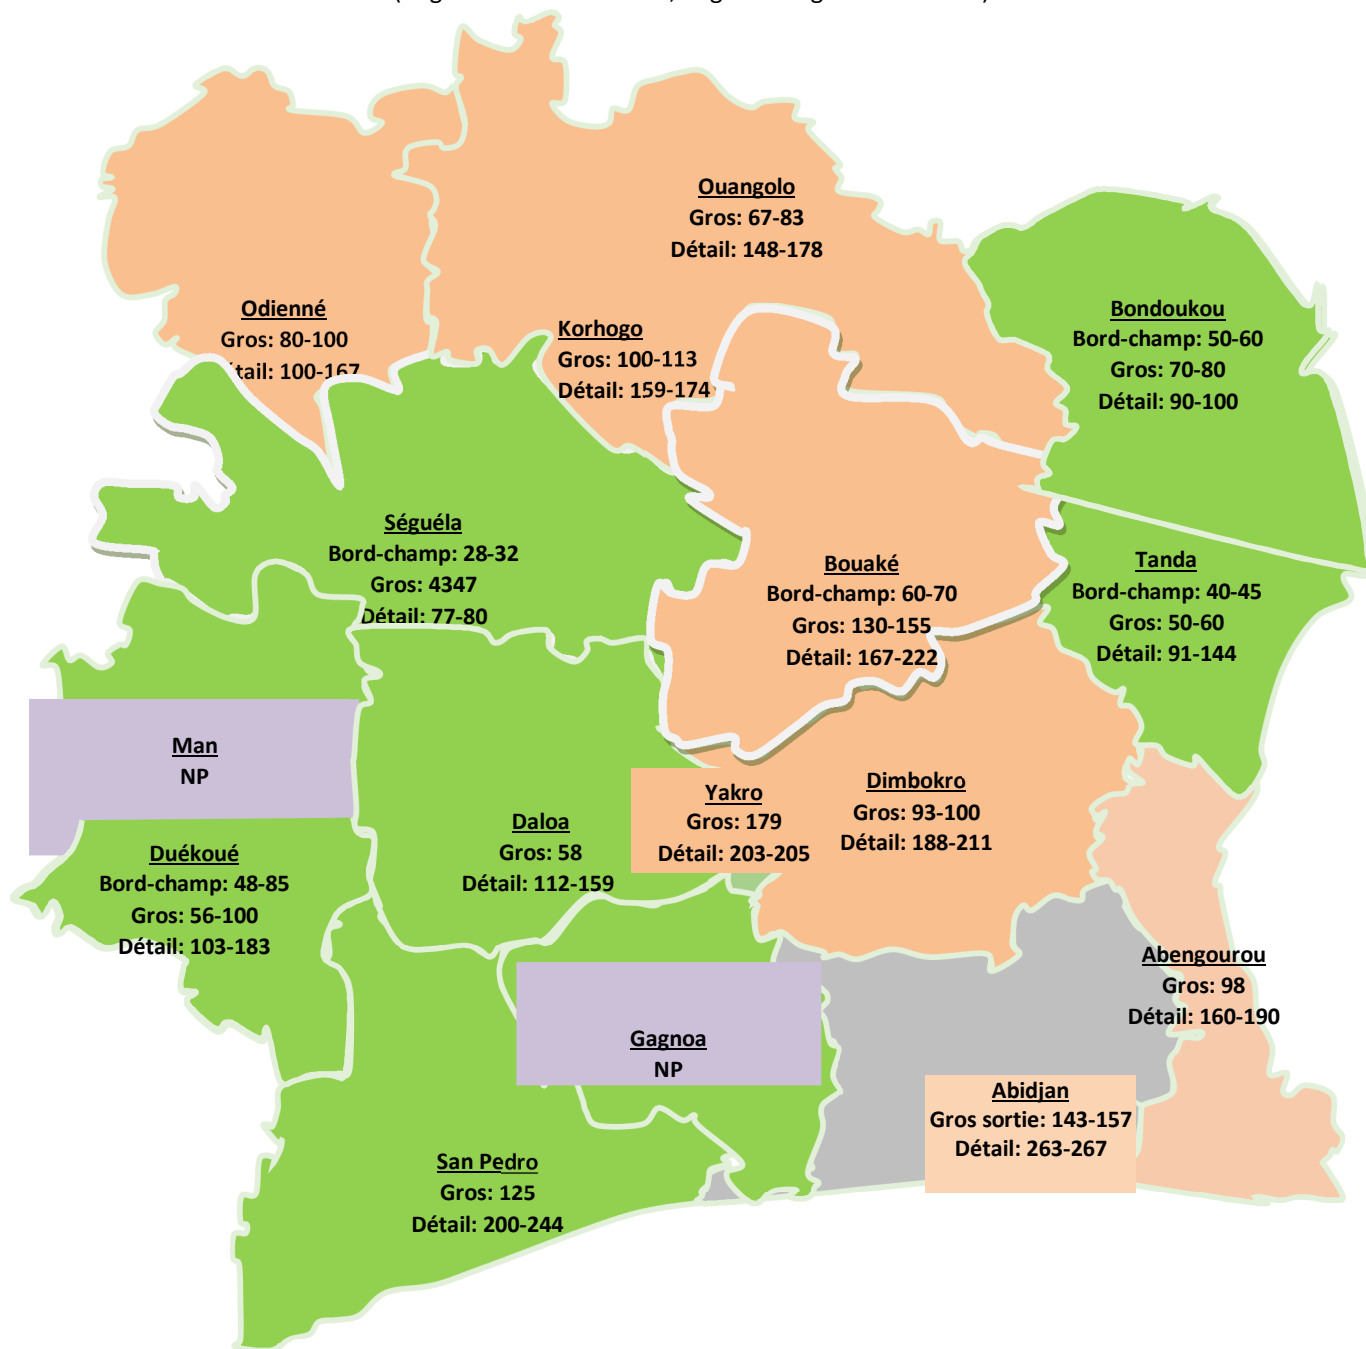 Ouangolo
Gros: 67-83
Détail: 148-178
Odienné
Gros: 80-100
tail: 100-167
Korhogo
Gros: 100-113
Détail: 159-174
Bondoukou
Bord-champ: 50-60
Gros: 70-80
Détail: 90-100
Séguéla
Bord-champ: 28-32
Gros: 4347
Détail: 77-80
Bouaké
Bord-champ: 60-70
Gros: 130-155
Détail: 167-222
Tanda
Bord-champ: 40-45
Gros: 50-60
Détail: 91-144
Man
NP
Yakro
Gros: 179
Détail: 203-205
Dimbokro
Gros: 93-100
Détail: 188-211
Daloa
Gros: 58
Détail: 112-159
Duékoué
Bord-champ: 48-85
Gros: 56-100
Détail: 103-183
Abengourou
Gros: 98
Détail: 160-190
Gagnoa
NP
Abidjan
Gros sortie: 143-157
Détail: 263-267
San Pedro
Gros: 125
Détail: 200-244